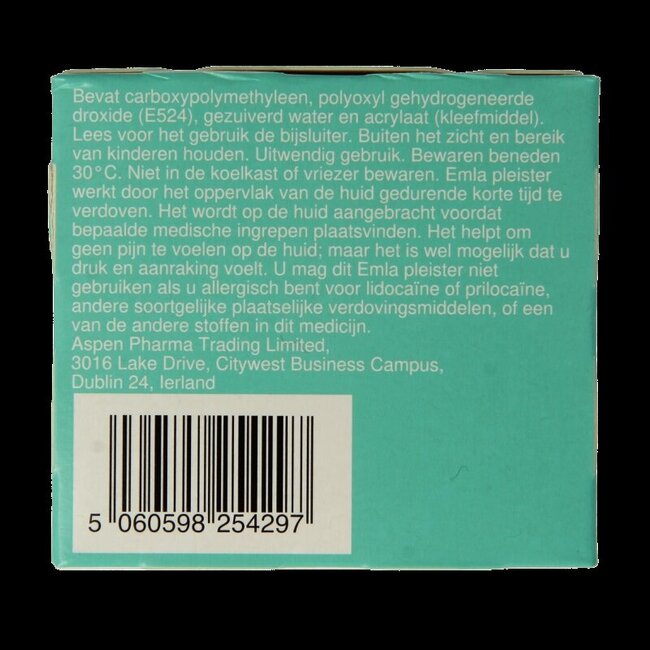 Bevat carboxypolymethyleen, polyoxyl gehydrogeneerde
droxide (E524), gezuiverd water en acrylaat (kleefmiddel).
Lees voor het gebruik de bijsluiter. Buiten het zicht en bereik
van kinderen houden. Uitwendig gebruik. Bewaren beneden
30°C. Niet in de koelkast of vriezer bewaren. Emla pleister
werkt door het oppervlak van de huid gedurende korte tijd te
verdoven. Het wordt op de huid aangebracht voordat
bepaalde medische ingrepen plaatsvinden. Het helpt om
geen pijn te voelen op de huid; maar het is wel mogelijk dat u
druk en aanraking voelt. U mag dit Emla pleister niet
gebruiken als u allergisch bent voor lidocaïne of prilocaïne,
andere soortgelijke plaatselijke verdovingsmiddelen, of een
van de andere stoffen in dit medicijn.
Aspen Pharma Trading Limited,
3016 Lake Drive, Citywest Business Campus,
Dublin 24, Ierland
5 060598 254297